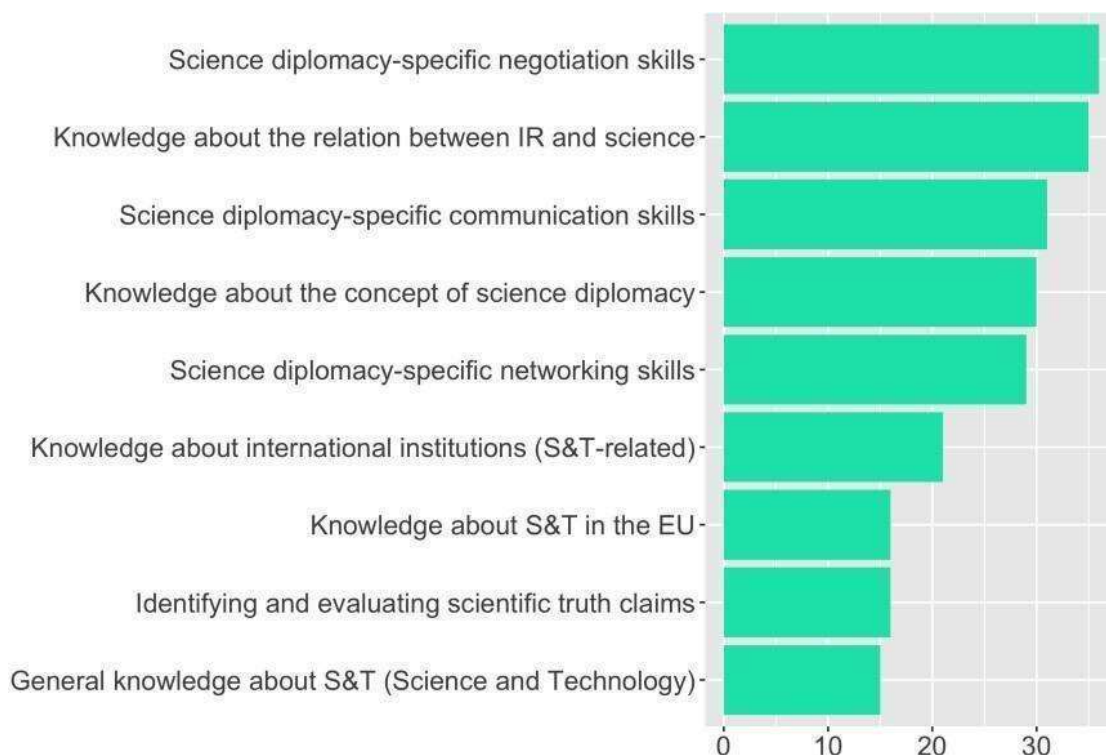 Science diplomacy-specific negotiation skills
Knowledge about the relation between IR and science
Science diplomacy-specific communication skills
Knowledge about the concept of science diplomacy
Science diplomacy-specific networking skills
Knowledge about international institutions (S&T-related)
Knowledge about S&T in the EU
Identifying and evaluating scientific truth claims
General knowledge about S&T (Science and Technology)
0 10 20 30